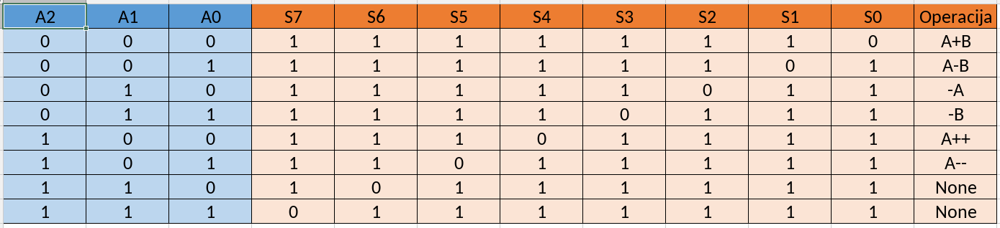 A2 A1 A0 S7 S6 S5 S4 S3 S2 S1 S0 Operacija
0 0 0 1 1 1 1 1 1 1 0 A+B
0 0 1 1 1 1 1 1 1 0 1 A-B
0 1 0 1 1 1 1 1 0 1 1 -A
0 1 1 1 1 1 1 0 1 1 1 -B
1 0 0 1 1 1 0 1 1 1 1 A++
1 0 1 1 1 0 1 1 1 1 1 A--
1 1 0 1 0 1 1 1 1 1 1 None
1 1 1 0 1 1 1 1 1 1 1 None